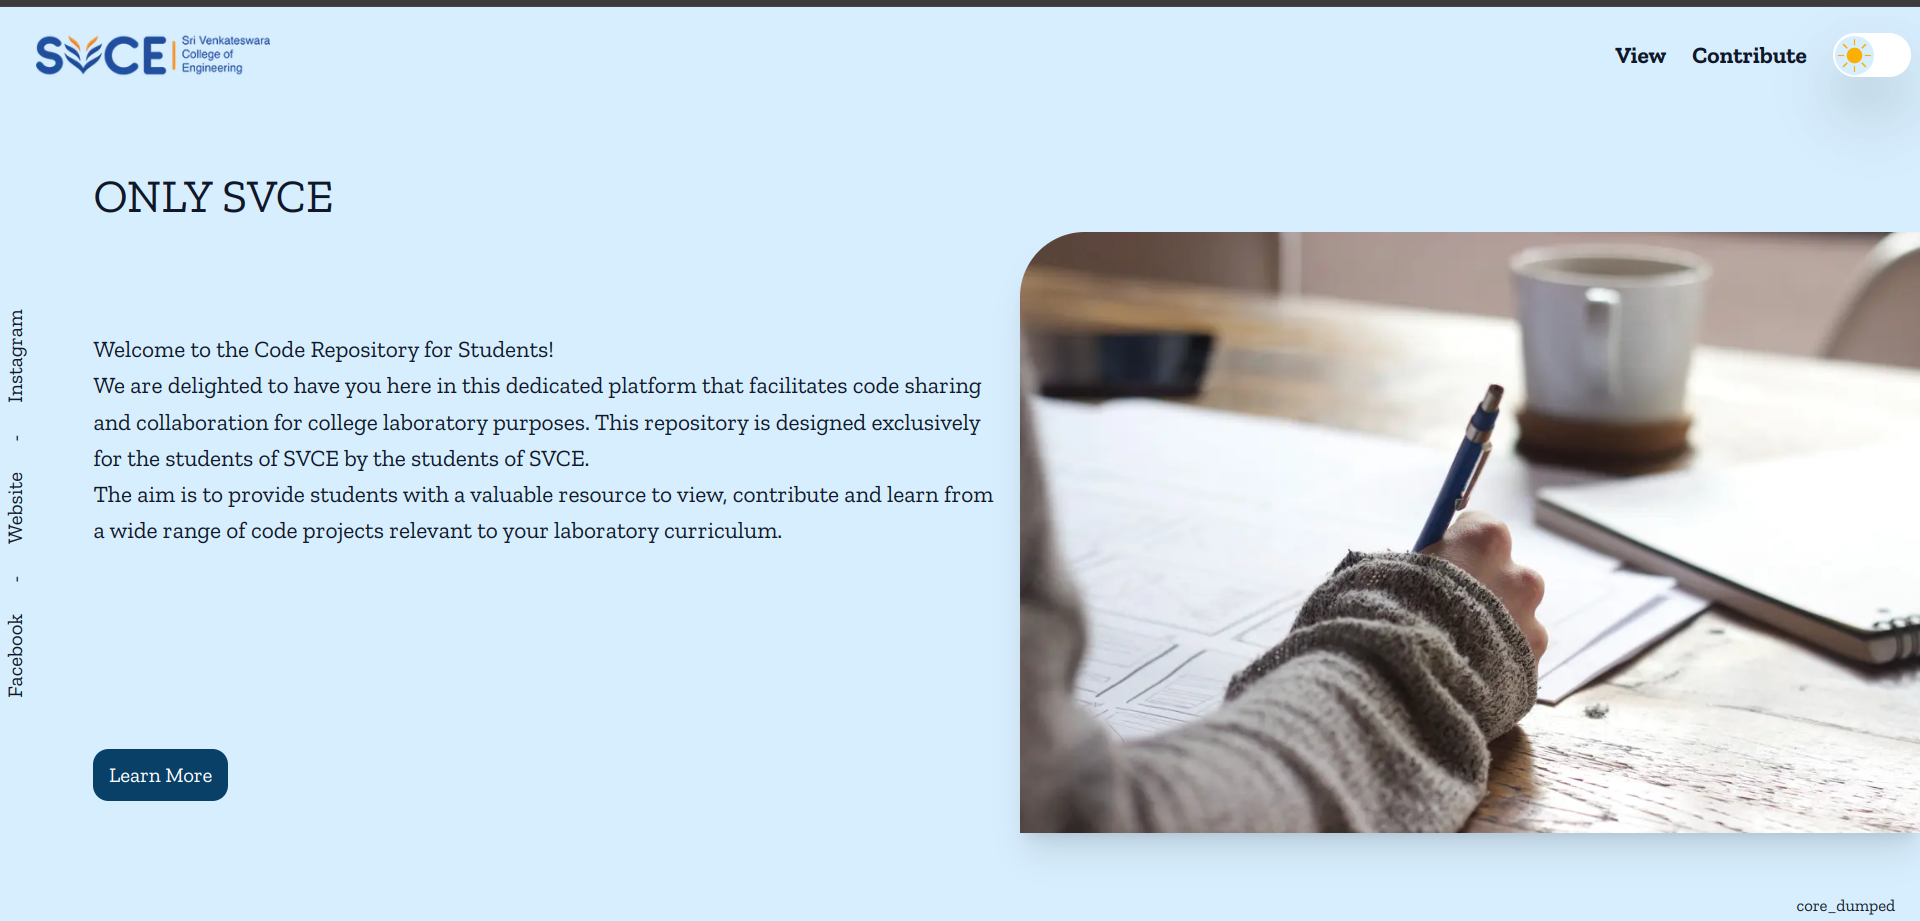 SVCE
Sri Venkateswara
College of
Engineering
View Contribute
ONLY SVCE
Welcome to the Code Repository for Students!
We are delighted to have you here in this dedicated platform that facilitates code sharing
and collaboration for college laboratory purposes. This repository is designed exclusively
for the students of SVCE by the students of SVCE.
The aim is to provide students with a valuable resource to view, contribute and learn from
a wide range of code projects relevant to your laboratory curriculum.
Facebook - Website - Instagram
Learn More
core_dumped